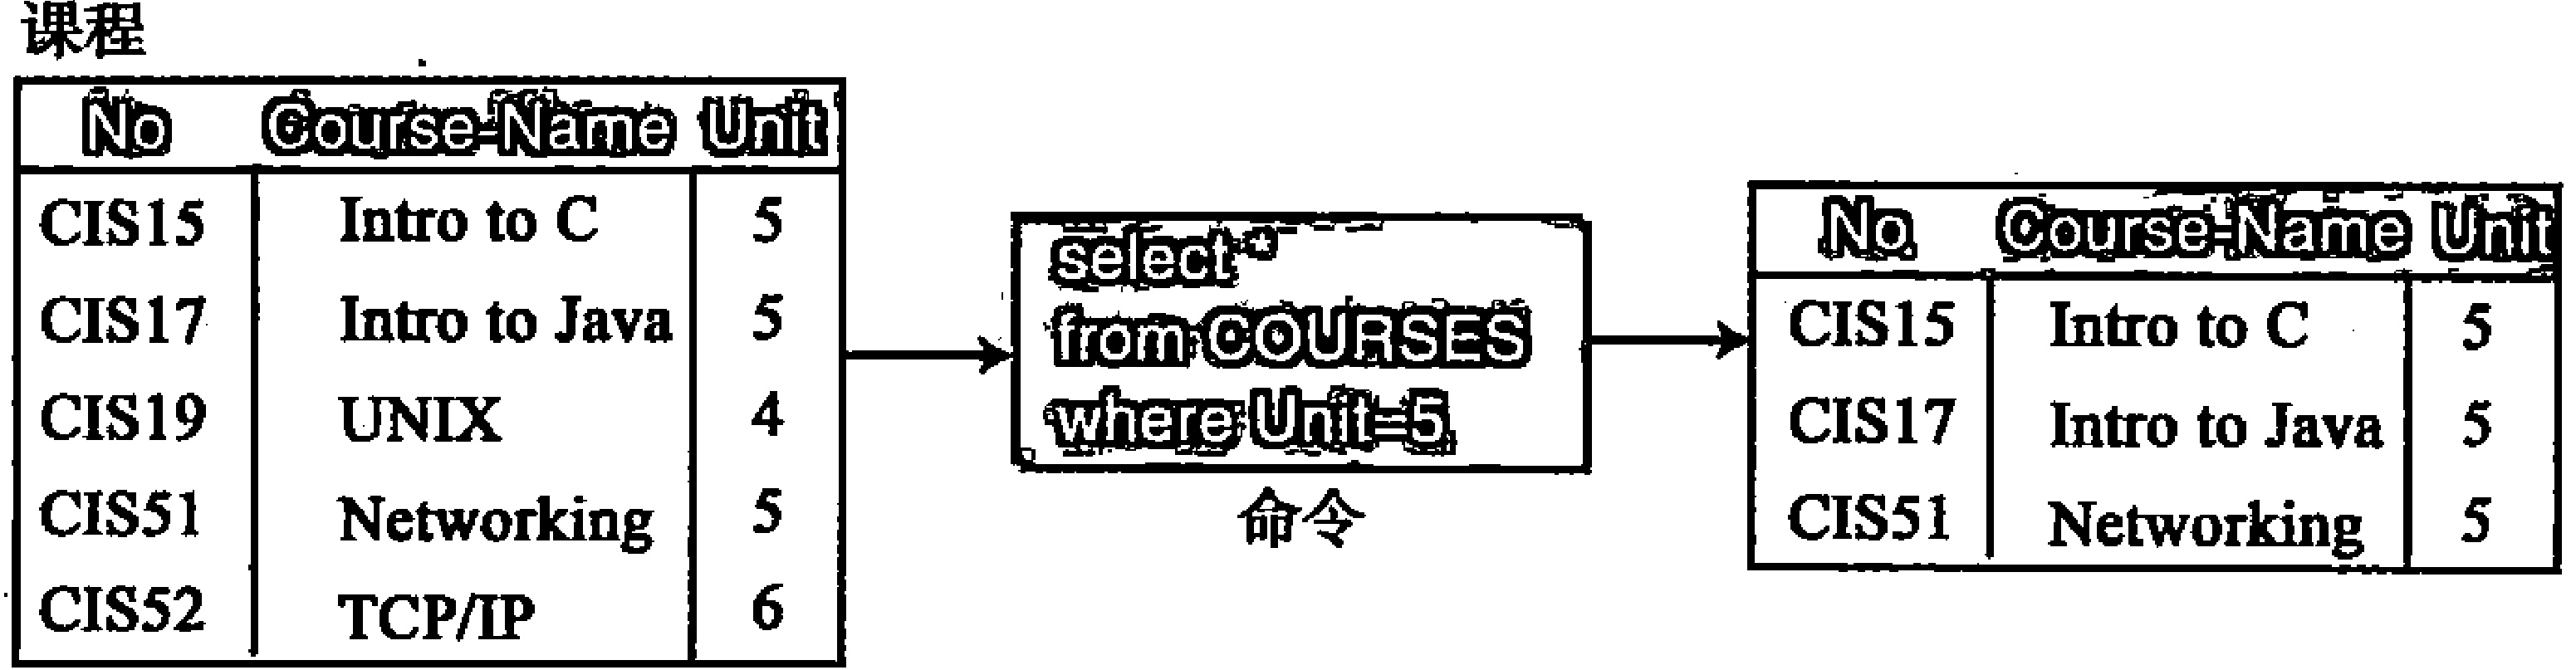 课程
No Course-Name Unit
CIS15 Intro to C 5
CIS17 Intro to Java 5
CIS19 UNIX 4
CIS51 Networking 5
CIS52 TCP/IP 6
select*
from COURSES
where Unit=5
命令
No Course-Name Unit
CIS15 Intro to C 5
CIS17 Intro to Java 5
CIS51 Networking 5